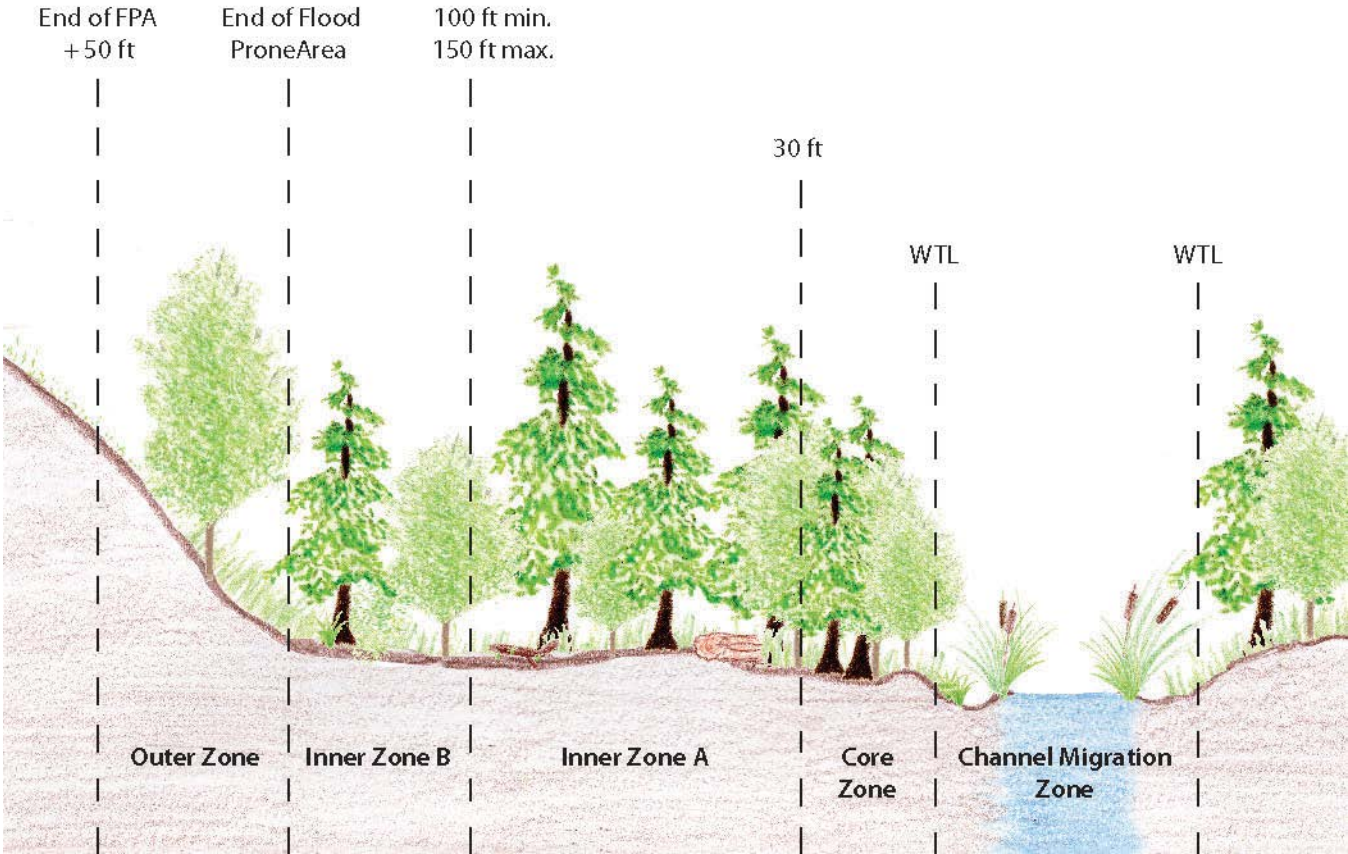 End of FPA
+50 ft
End of Flood
ProneArea
100 ft min.
150 ft max.
30 ft
WTL
WTL
Outer Zone
Inner Zone B
Inner Zone A
Core
Zone
Channel Migration
Zone